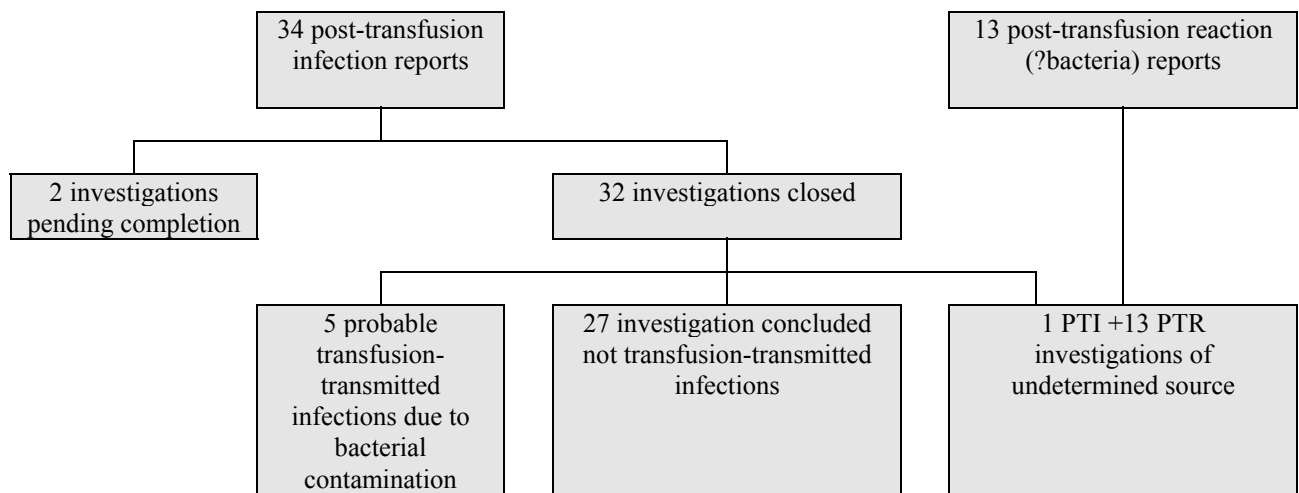 34 post-transfusion
infection reports
13 post-transfusion reaction
(?bacteria) reports
2 investigations
pending completion
32 investigations closed
5 probable
transfusion-
transmitted
infections due to
bacterial
contamination
27 investigation concluded
not transfusion-transmitted
infections
1 PTI +13 PTR
investigations of
undetermined source